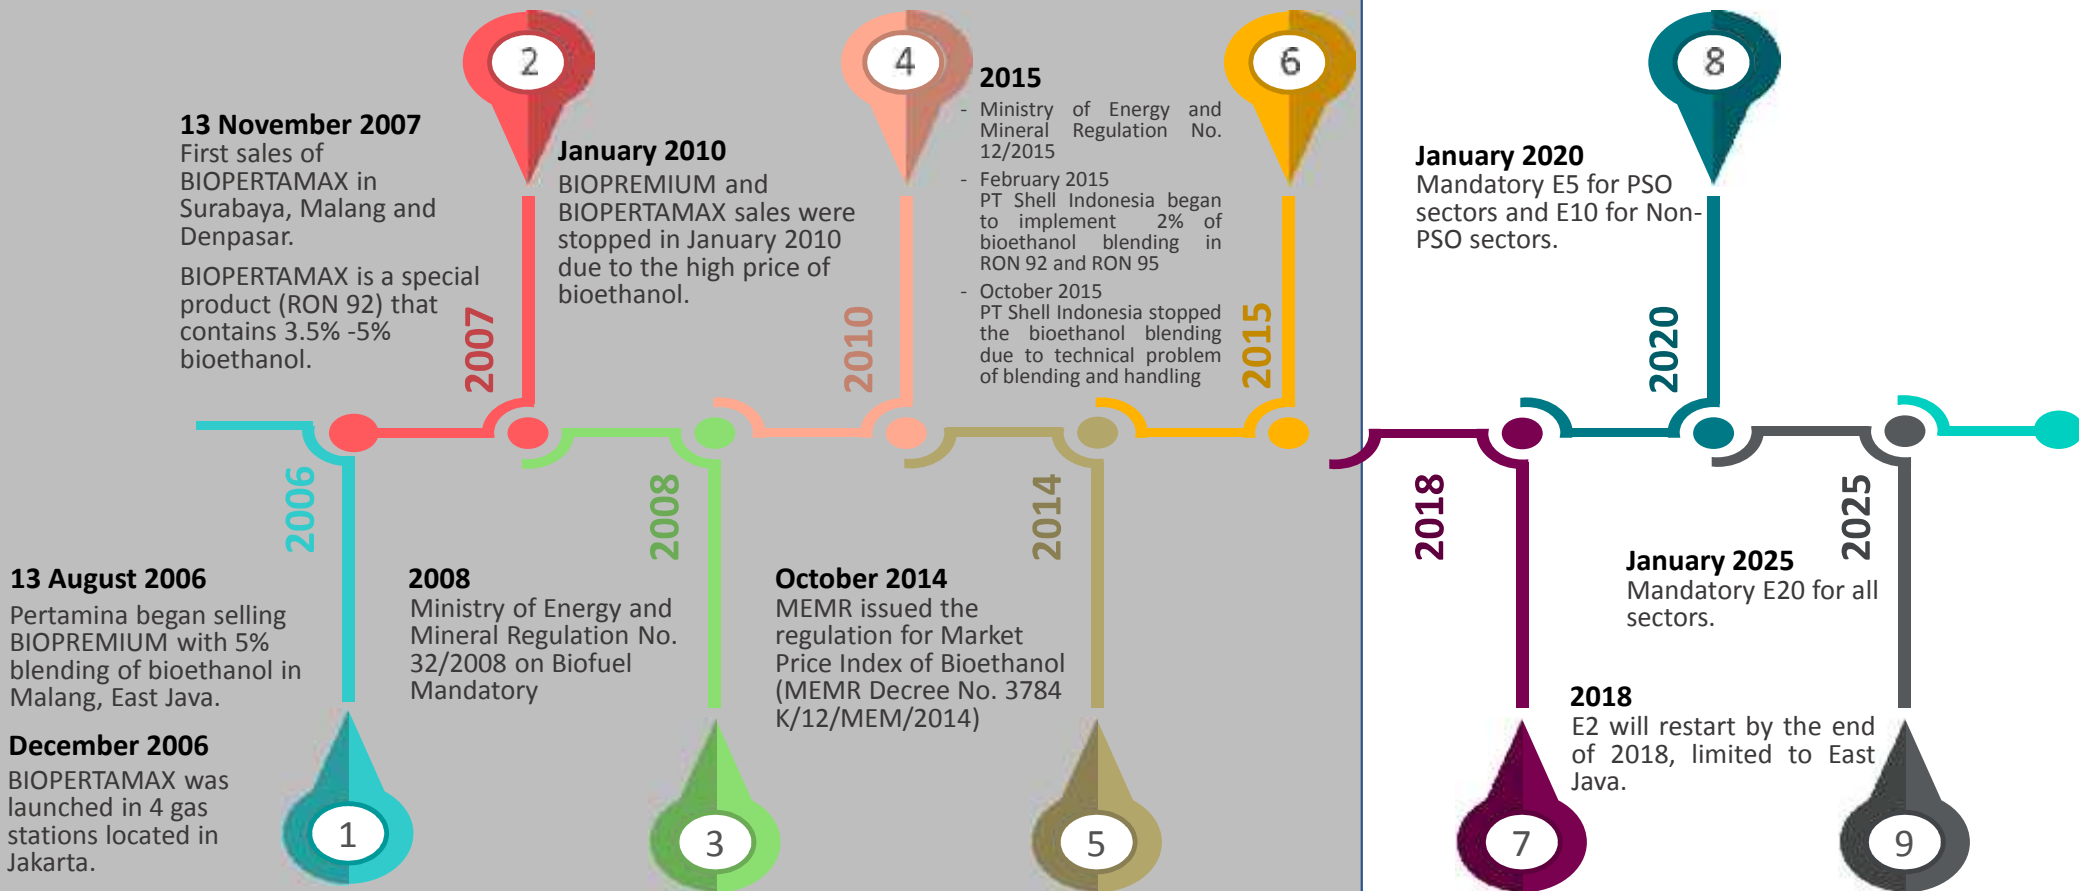 2
13 November 2007
First sales of
BIOPERTAMAX in
Surabaya, Malang and
Denpasar.
BIOPERTAMAX is a special
product (RON 92) that
contains 3.5% -5%
bioethanol.
2007
4
January 2010
BIOPREMIUM and
BIOPERTAMAX sales were
stopped in January 2010
due to the high price of
bioethanol.
2010
6
2015
- Ministry of Energy and
Mineral Regulation No.
12/2015
- February 2015
PT Shell Indonesia began
to implement 2% of
bioethanol blending in
RON 92 and RON 95
- October 2015
PT Shell Indonesia stopped
the bioethanol blending
due to technical problem
of blending and handling
2015
8
January 2020
Mandatory E5 for PSO
sectors and E10 for Non-
PSO sectors.
2020
2006
13 August 2006
Pertamina began selling
BIOPREMIUM with 5%
blending of bioethanol in
Malang, East Java.
December 2006
BIOPERTAMAX was
launched in 4 gas
stations located in
Jakarta.
1
2008
2008
Ministry of Energy and
Mineral Regulation No.
32/2008 on Biofuel
Mandatory
3
2014
October 2014
MEMR issued the
regulation for Market
Price Index of Bioethanol
(MEMR Decree No. 3784
K/12/MEM/2014)
5
2018
2018
E2 will restart by the end
of 2018, limited to East
Java.
7
2025
January 2025
Mandatory E20 for all
sectors.
9